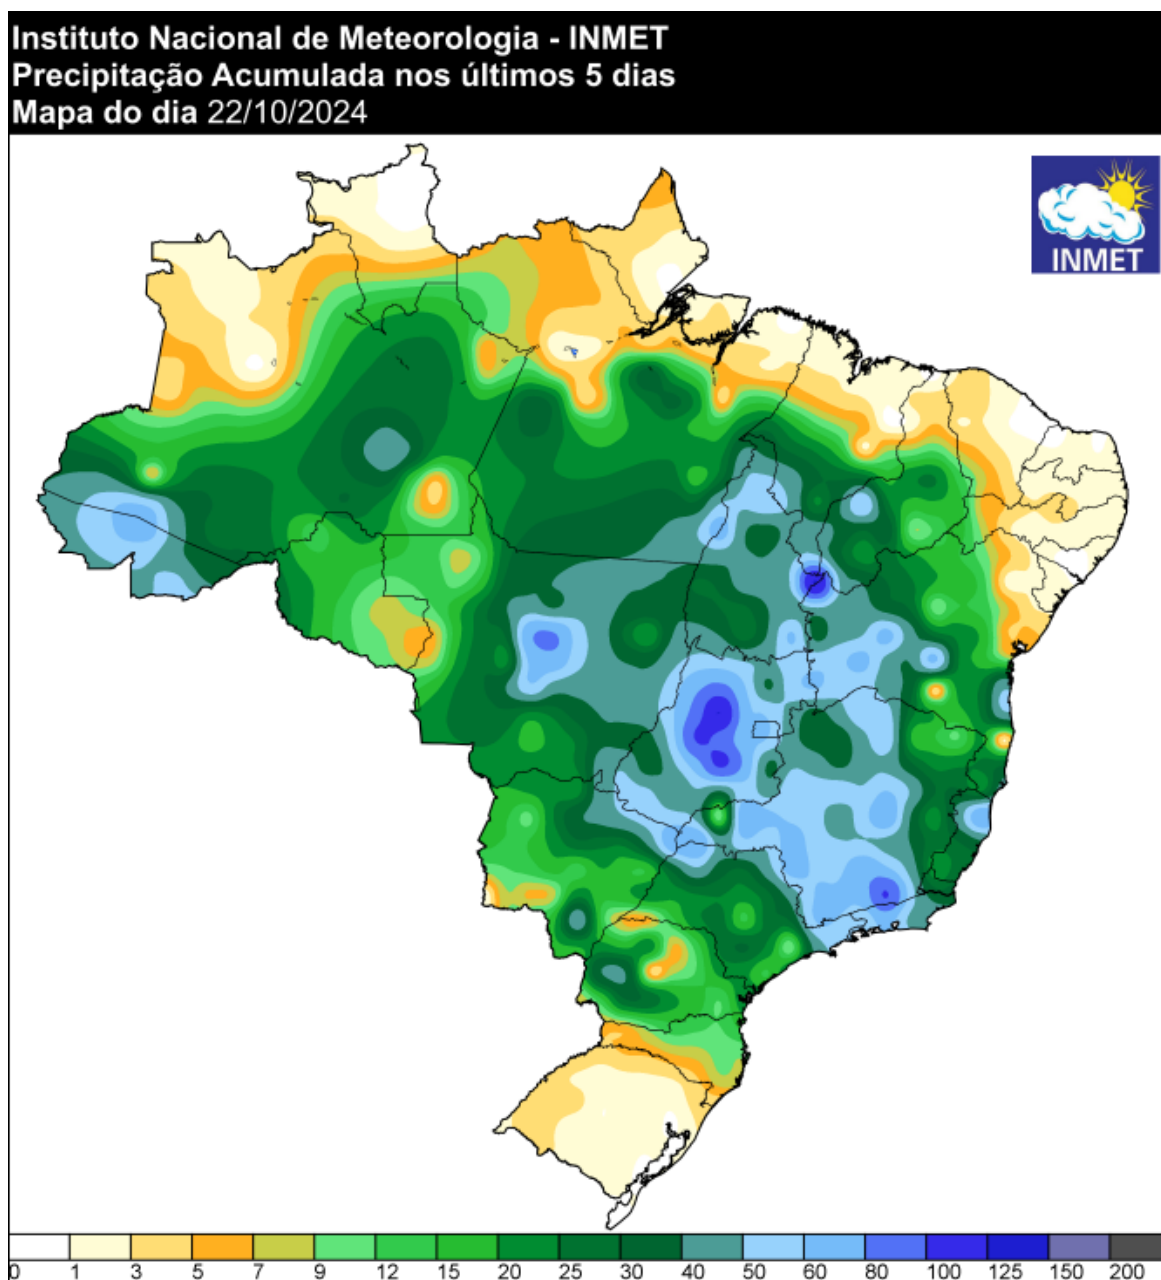 Instituto Nacional de Meteorologia - INMET
Precipitação Acumulada nos últimos 5 dias
Mapa do dia 22/10/2024
INMET
0 1 3 5 7 9 12 15 20 25 30 40 50 60 80 100 125 150 200